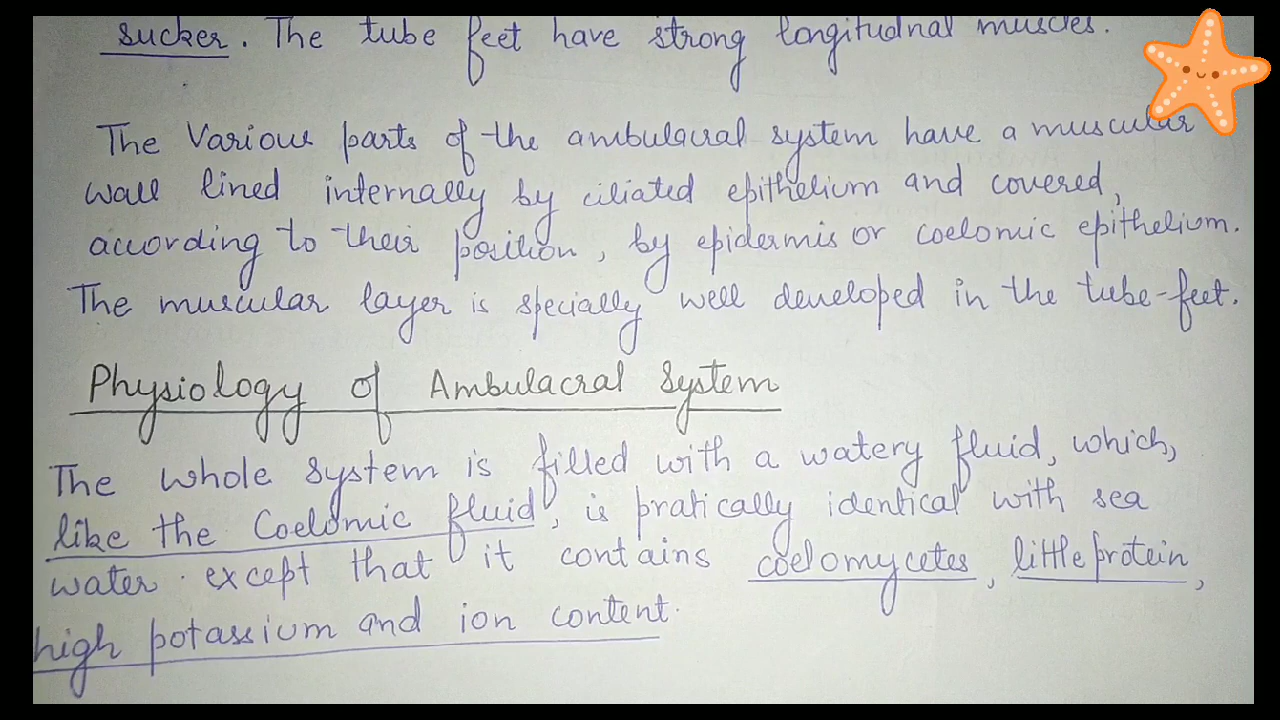 sucker. The tube feet have strong longitudnal muscles.
The Various parts of the ambulacral system have a muscular
wall lined internally by ciliated epithelium and covered,
according to their position, by epidermis or coelomic epithelium.
The muscular layer is specially well developed in the tube-feet.
Physiology of Ambulacral System
The whole system is filled with a watery fluid, which,
like the Coelomic fluid, is pratically identical with sea
water except that it contains coelomycetes, little protein,
high potassium and ion content.